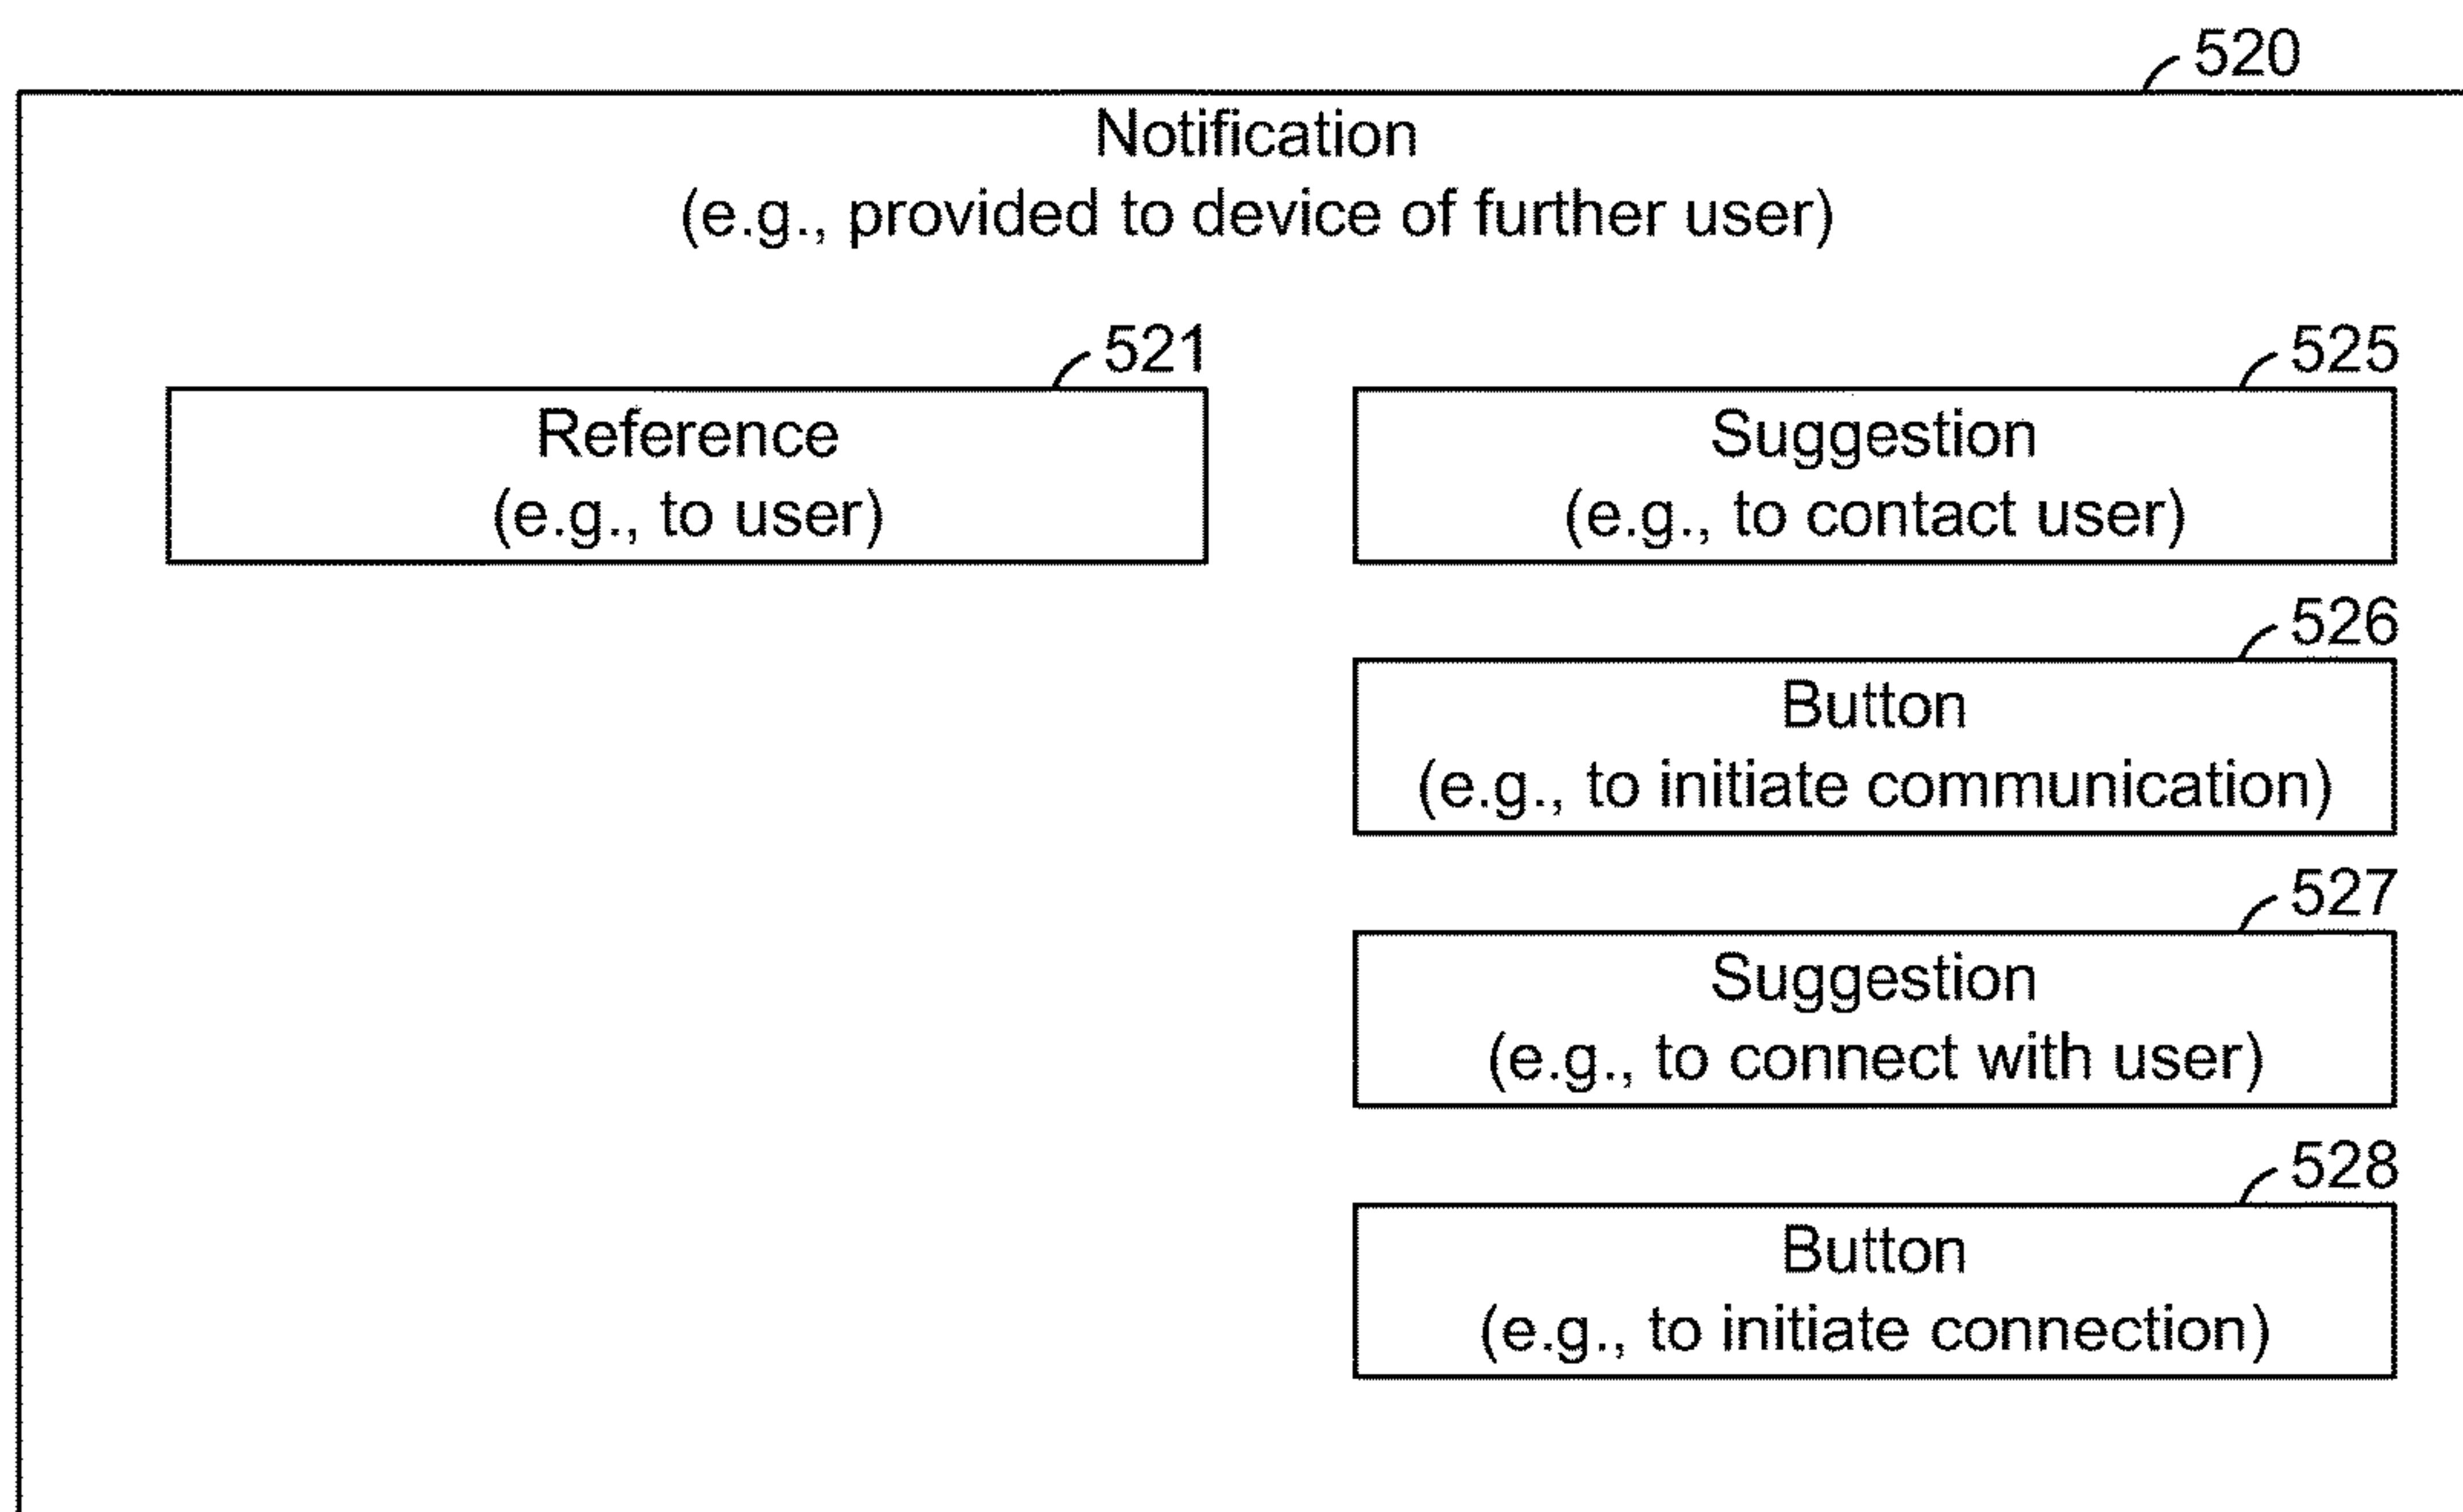 520
Notification
(e.g., provided to device of further user)
521
Reference
(e.g., to user)
525
Suggestion
(e.g., to contact user)
526
Button
(e.g., to initiate communication)
527
Suggestion
(e.g., to connect with user)
528
Button
(e.g., to initiate connection)